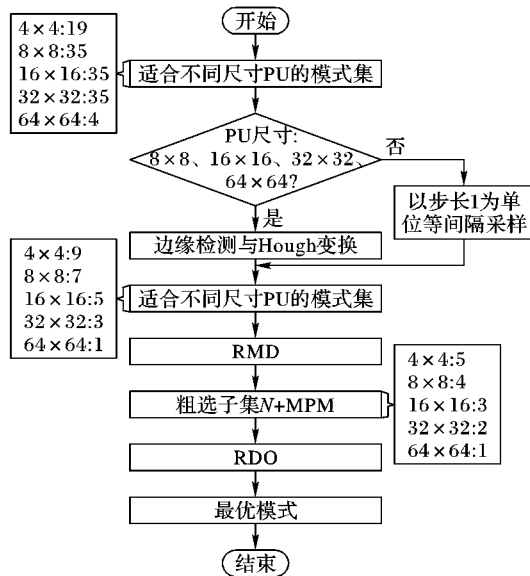 开始
4×4:19
8×8:35
16×16:35
32×32:35
64×64:4
适合不同尺寸PU的模式集
PU尺寸:
8×8、16×16、32×32、
64×64?
否
以步长1为单
位等间隔采样
是
边缘检测与Hough变换
4×4:9
8×8:7
16×16:5
32×32:3
64×64:1
适合不同尺寸PU的模式集
RMD
粗选子集N+MPM
4×4:5
8×8:4
16×16:3
32×32:2
64×64:1
RDO
最优模式
结束